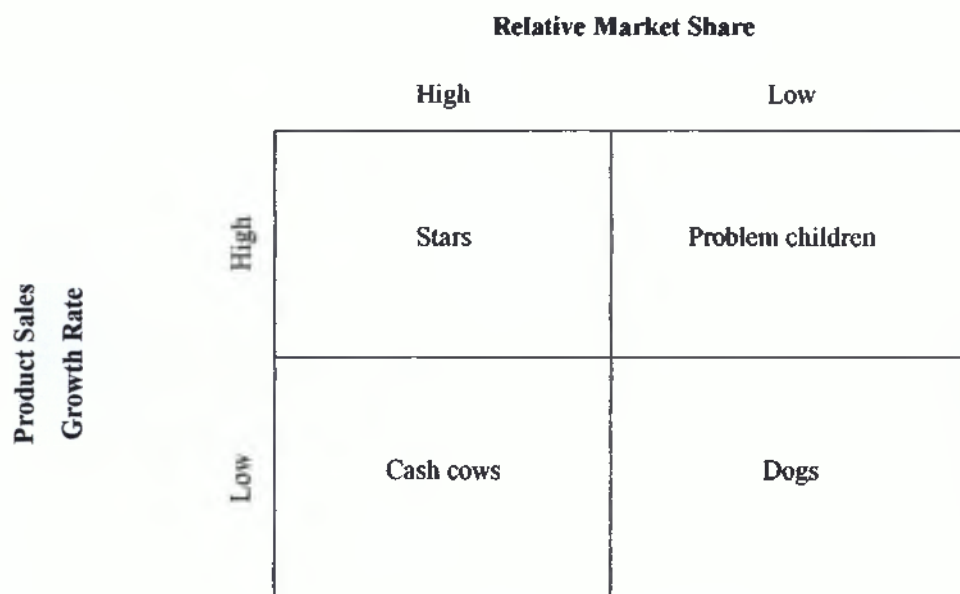 Relative Market Share
High Low
High
Stars Problem children
Product Sales
Growth Rate
Low
Cash cows Dogs